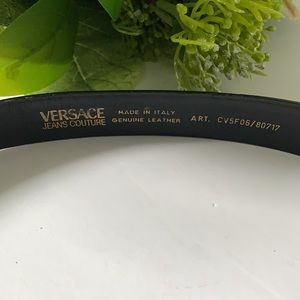 VERSACE
JEANS COUTURE
MADE IN ITALY
GENUINE LEATHER
ART. CV5F06/80717